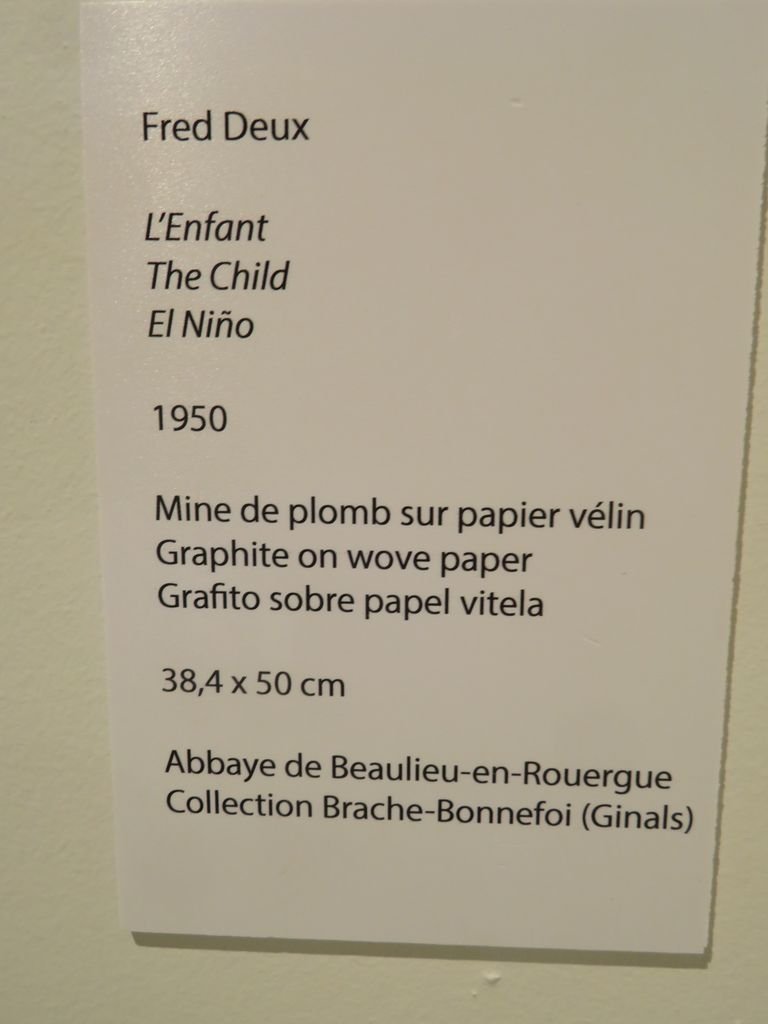 Fred Deux
L'Enfant
The Child
El Niño
1950
Mine de plomb sur papier vélin
Graphite on wove paper
Grafito sobre papel vitela
38,4 x 50 cm
Abbaye de Beaulieu-en-Rouergue
Collection Brache-Bonnefoi (Ginals)